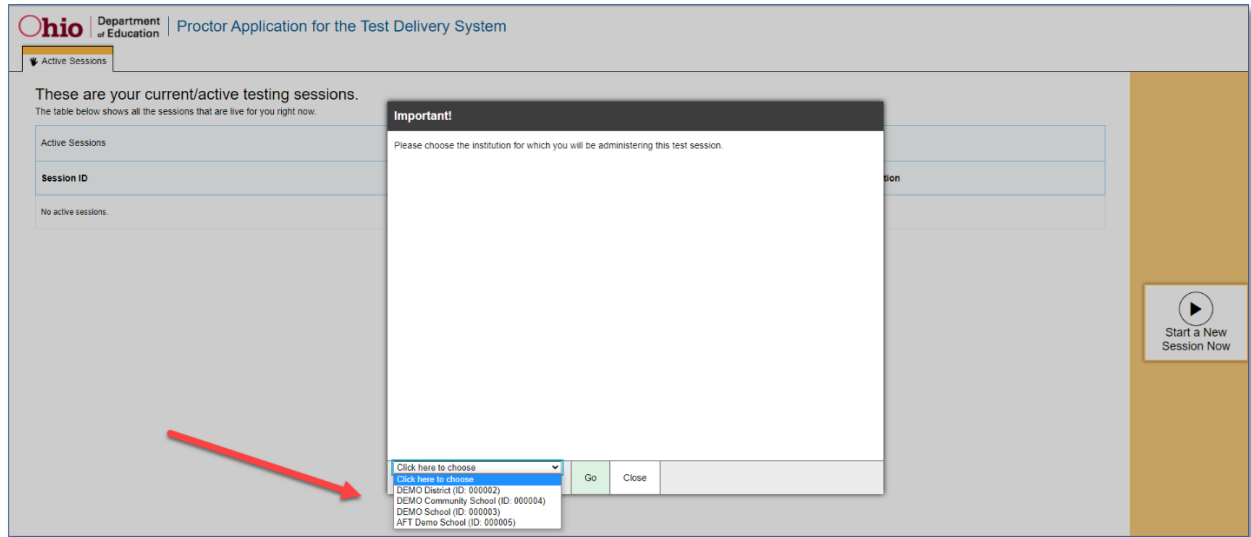 Ohio Department of Education Proctor Application for the Test Delivery System
Active Sessions
These are your current/active testing sessions.
The table below shows all the sessions that are live for you right now.
Active Sessions
Session ID
tion
No active sessions.
Important!
Please choose the institution for which you will be administering this test session.
Click here to choose
Go
Close
Click here to choose
DEMO District (ID: 000002)
DEMO Community School (ID: 000004)
DEMO School (ID: 000003)
AFT Demo School (ID: 000005)
Start a New
Session Now